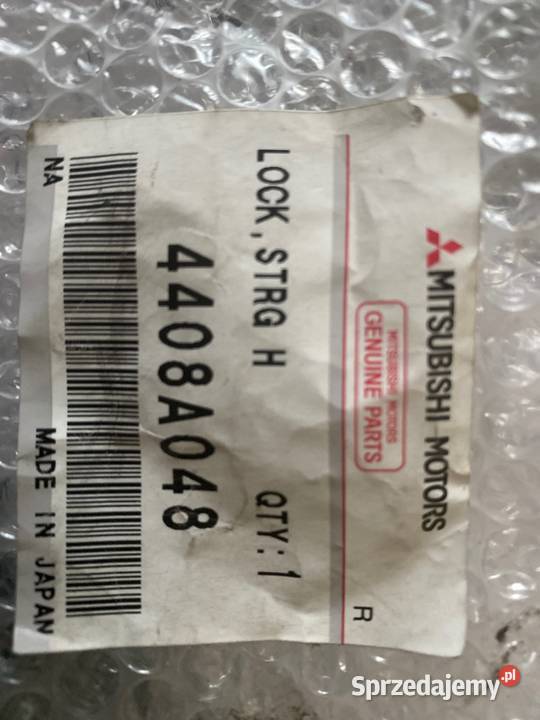 MITSUBISHI MOTORS
MITSUBISHI MOTORS
GENUINE PARTS
R
LOCK,STRG H QTY:1
4408A048
NA MADE IN JAPAN
Sprzedajemy.pl